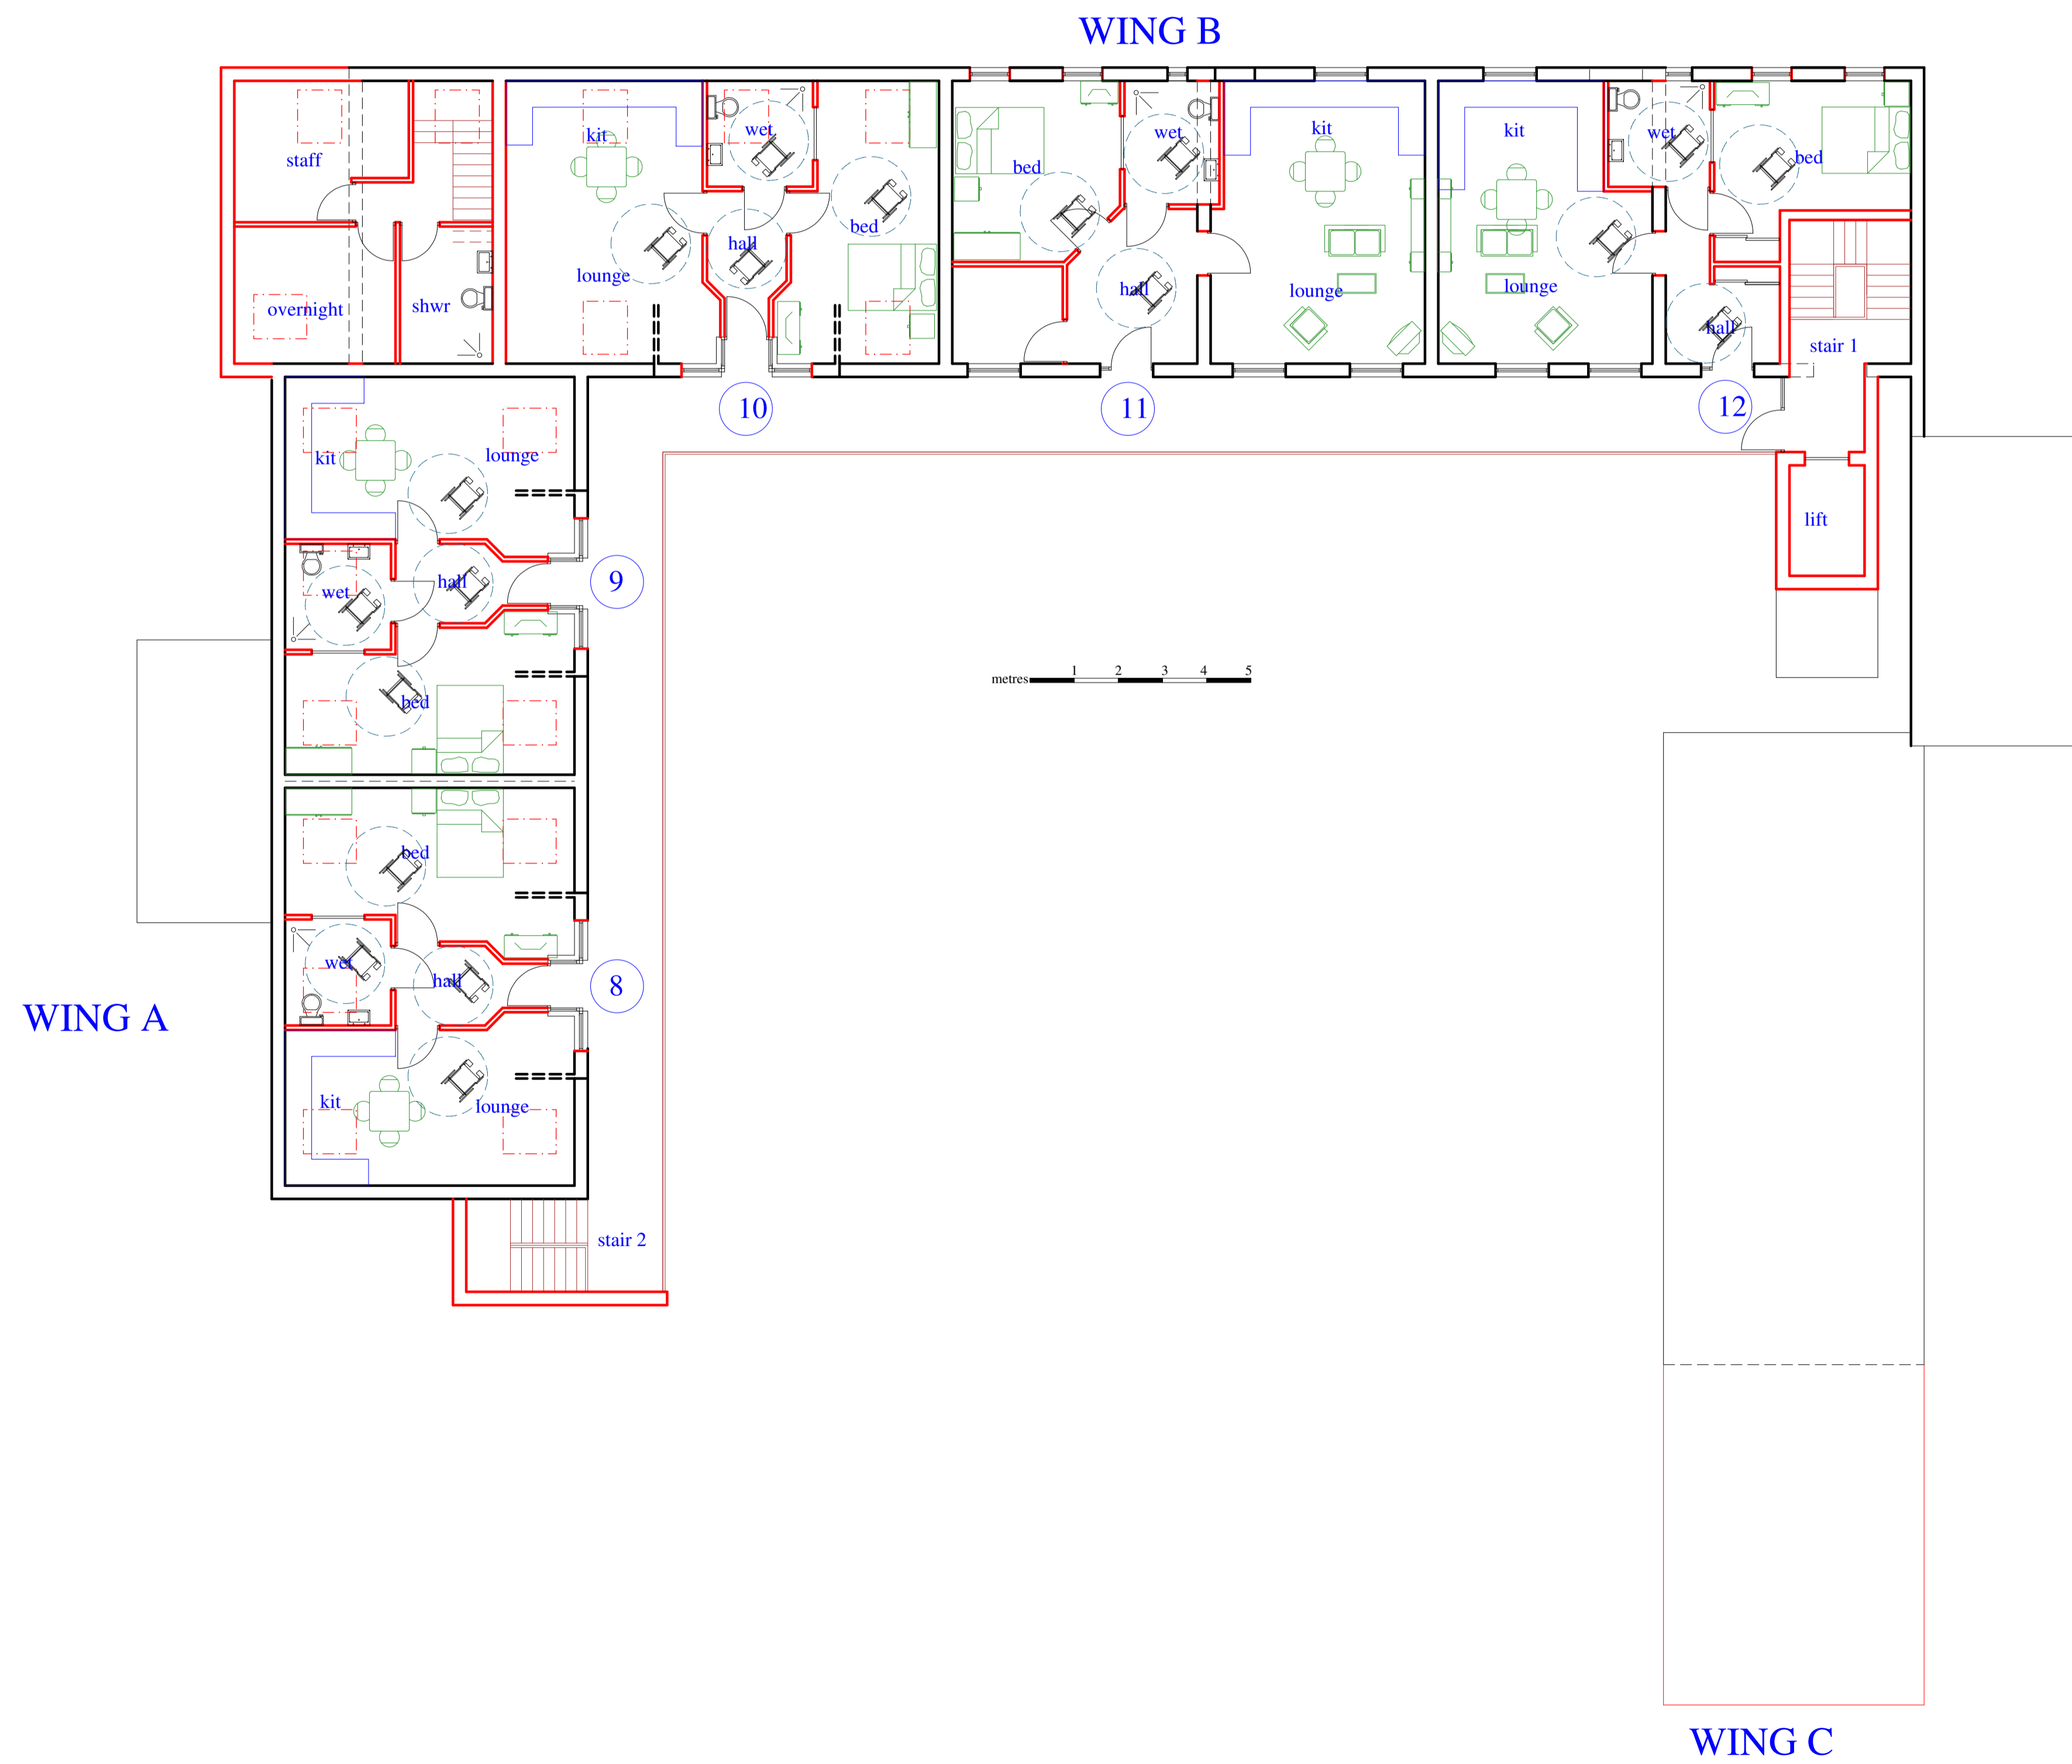 WING B
staff
overnight
shwr
kit
lounge
wet
hall
bed
10
bed
wet
hall
11
kit
lounge
kit
lounge
wet
bed
hall
12
stair 1
lift
kit
lounge
wet
hall
9
bed
metres 1 2 3 4 5
bed
wet
hall
8
kit
lounge
WING A
stair 2
WING C